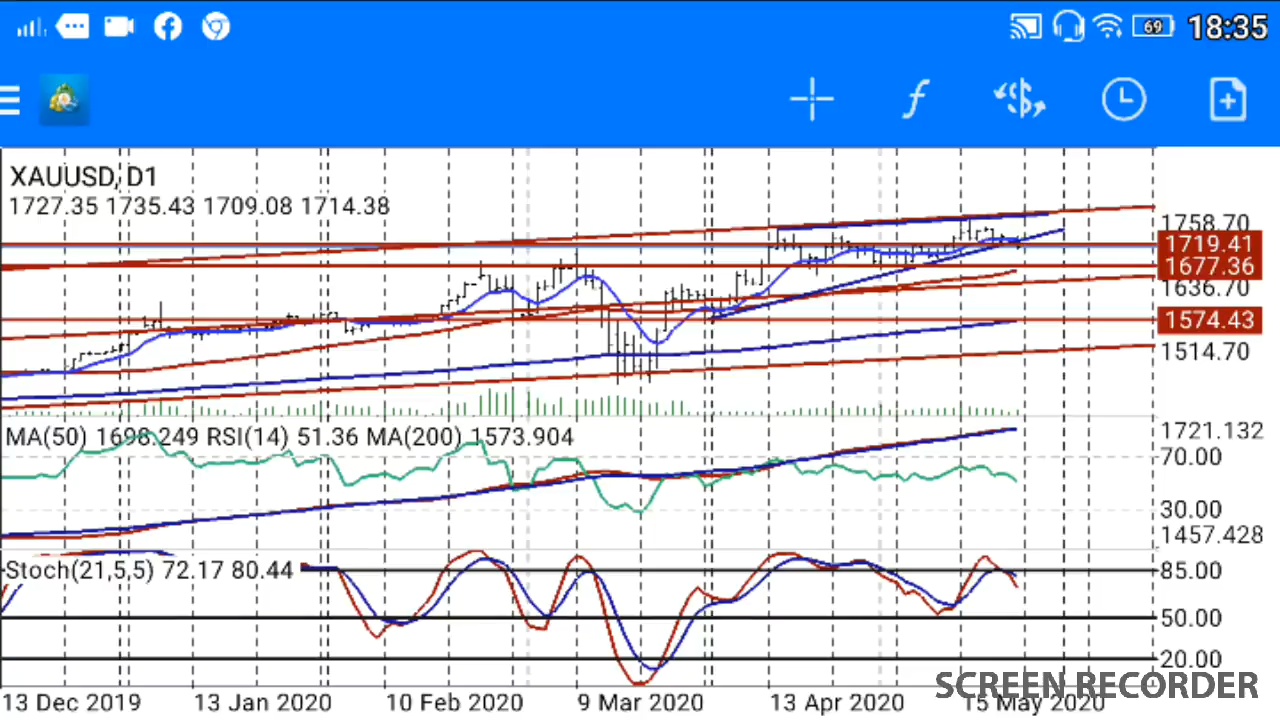 69 18:35
f
XAUUSD, D1
1727.35 1735.43 1709.08 1714.38
1758.70
1719.41
1677.36
1636.70
1574.43
1514.70
MA(50) 1698.249 RSI(14) 51.36 MA(200) 1573.904
1721.132
70.00
30.00
1457.428
Stoch(21,5,5) 72.17 80.44
85.00
50.00
20.00
SCREEN RECORDER
13 Dec 2019 13 Jan 2020 10 Feb 2020 9 Mar 2020 13 Apr 2020 15 May 2020